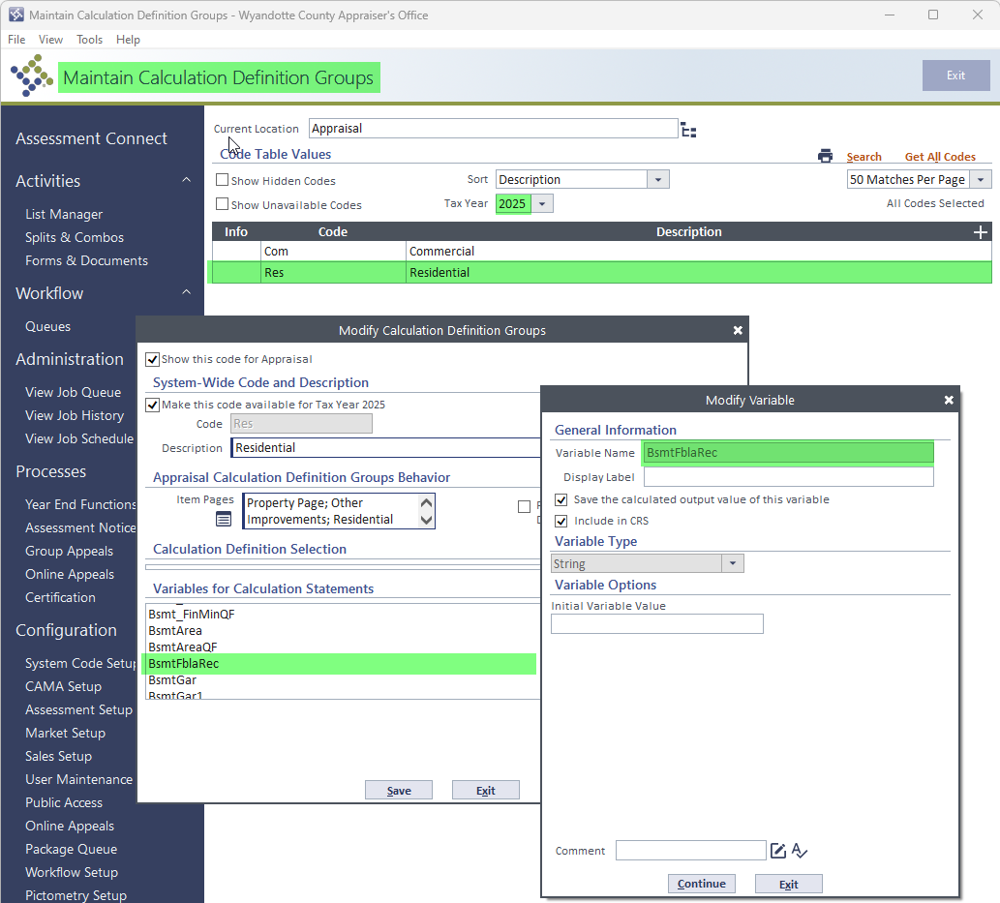 Maintain Calculation Definition Groups - Wyandotte County Appraiser's Office
File View Tools Help
Maintain Calculation Definition Groups
Exit
Assessment Connect
Activities
List Manager
Splits & Combos
Forms & Documents
Workflow
Queues
Administration
View Job Queue
View Job History
View Job Schedule
Processes
Year End Functions
Assessment Notice
Group Appeals
Online Appeals
Certification
Configuration
System Code Setup
CAMA Setup
Assessment Setup
Market Setup
Sales Setup
User Maintenance
Public Access
Online Appeals
Package Queue
Workflow Setup
Pictometry Setup
Current Location Appraisal
Code Table Values
Search Get All Codes
Show Hidden Codes Sort Description 50 Matches Per Page
Show Unavailable Codes Tax Year 2025 All Codes Selected
Info Code Description
Com Commercial
Res Residential
Modify Calculation Definition Groups
Show this code for Appraisal
System-Wide Code and Description
Make this code available for Tax Year 2025
Code Res
Description Residential
Appraisal Calculation Definition Groups Behavior
Item Pages Property Page; Other
Improvements; Residential
Calculation Definition Selection
Variables for Calculation Statements
Bsmt_FinMinQF
BsmtArea
BsmtAreaQF
BsmtFblaRec
BsmtGar
BsmtGar1
Save Exit
Modify Variable
General Information
Variable Name BsmtFblaRec
Display Label
Save the calculated output value of this variable
Include in CRS
Variable Type
String
Variable Options
Initial Variable Value
Comment
Continue Exit